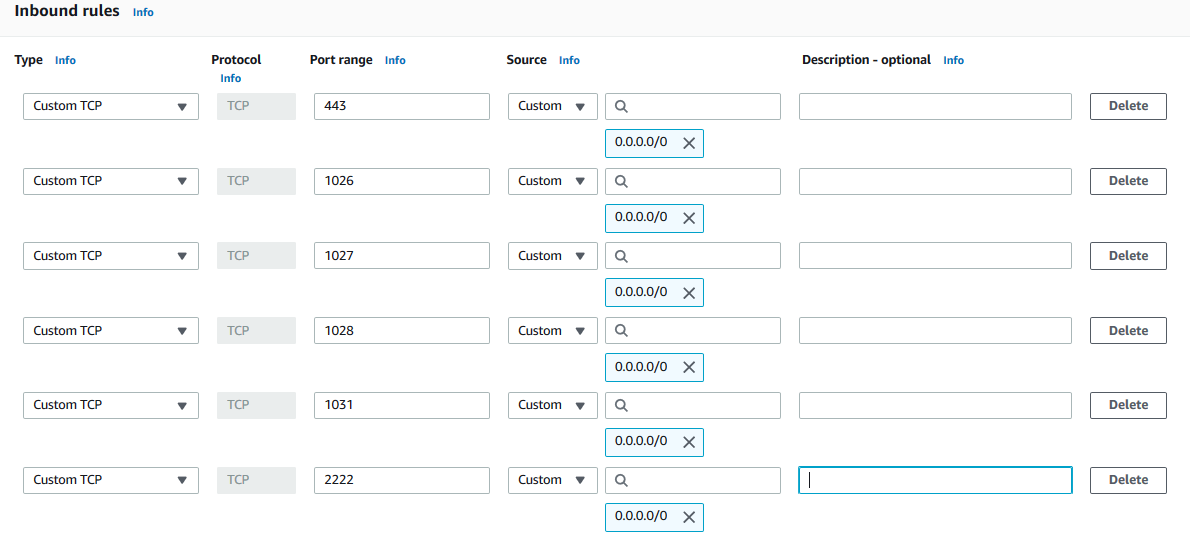 Inbound rules Info
Type Info Protocol Info Port range Info Source Info Description - optional Info
Custom TCP TCP 443 Custom Delete
0.0.0.0/0
Custom TCP TCP 1026 Custom Delete
0.0.0.0/0
Custom TCP TCP 1027 Custom Delete
0.0.0.0/0
Custom TCP TCP 1028 Custom Delete
0.0.0.0/0
Custom TCP TCP 1031 Custom Delete
0.0.0.0/0
Custom TCP TCP 2222 Custom Delete
0.0.0.0/0